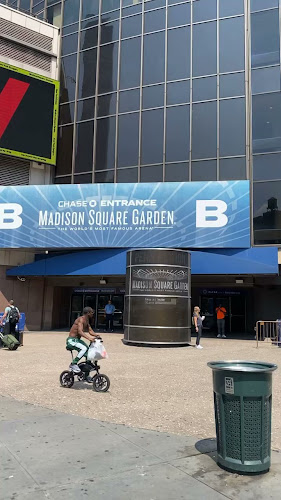 CHASE ENTRANCE
B MADISON SQUARE GARDEN B
THE WORLD'S MOST FAMOUS ARENA
MADISON SQUARE GARDEN